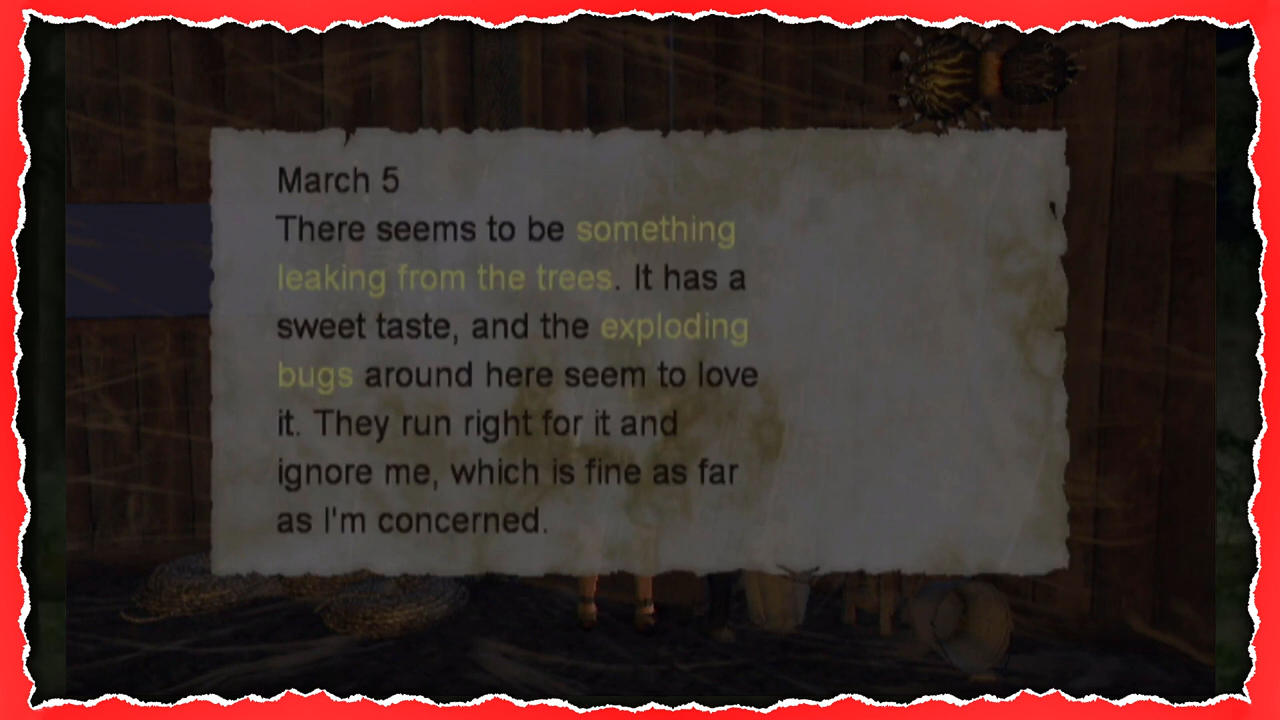 March 5
There seems to be something
leaking from the trees. It has a
sweet taste, and the exploding
bugs around here seem to love
it. They run right for it and
ignore me, which is fine as far
as I'm concerned.